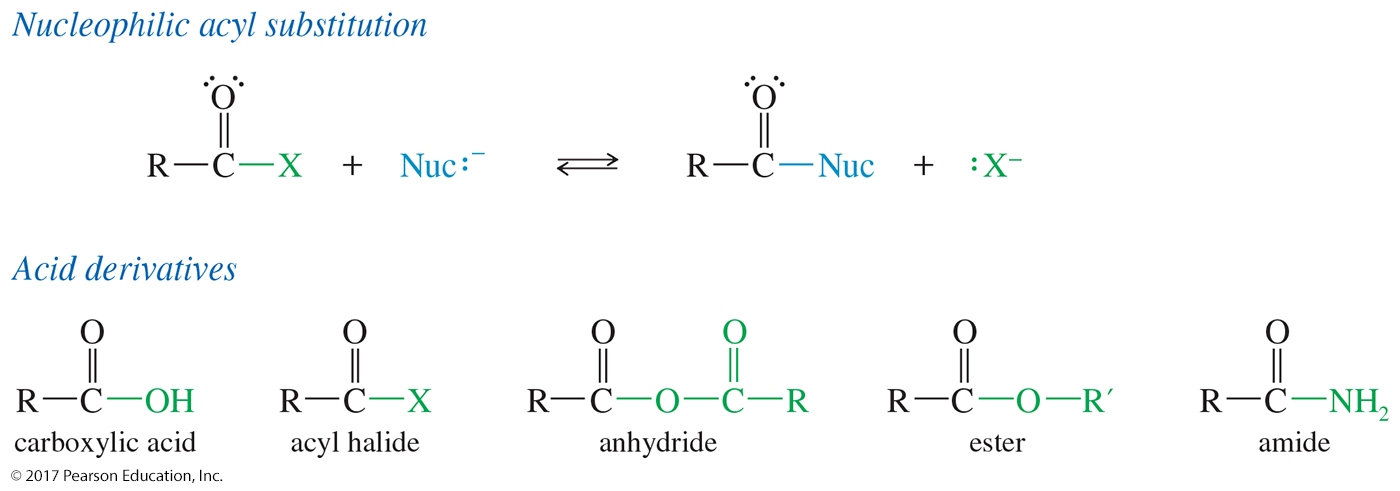 Nucleophilic acyl substitution
O
R—C—X + Nuc:⁻ ⇌ R—C—Nuc + :X⁻
O
Acid derivatives
O O O O O O
R—C—OH R—C—X R—C—O—C—R R—C—O—R′ R—C—NH₂
carboxylic acid acyl halide anhydride ester amide
© 2017 Pearson Education, Inc.